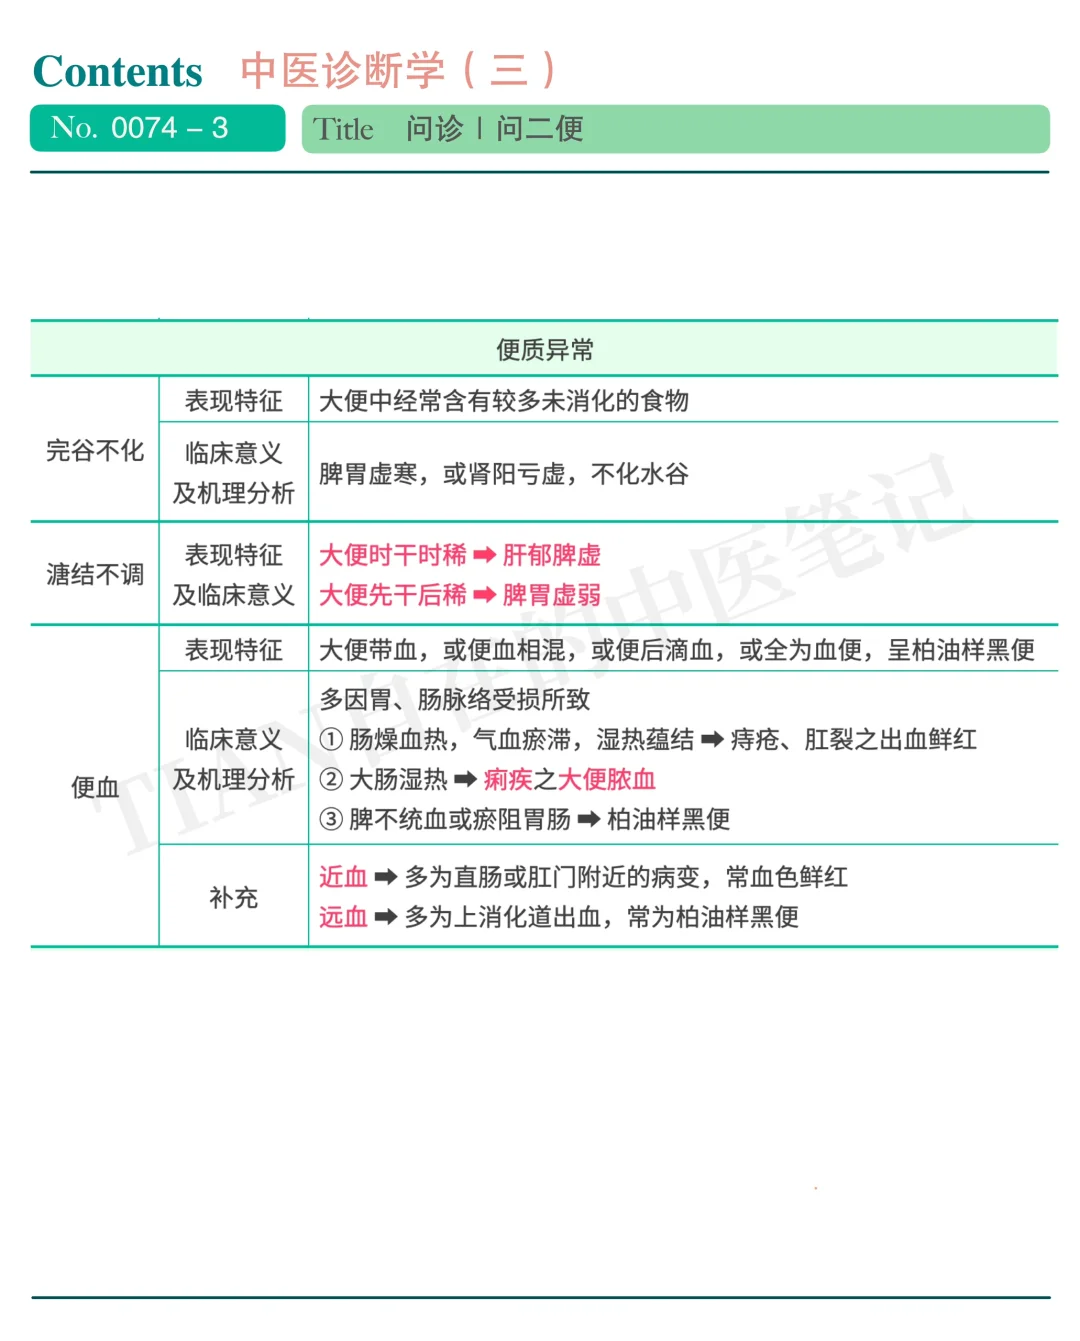 Contents 中医诊断学（三）
No. 0074 – 3 Title 问诊 | 问二便
便质异常
完谷不化
表现特征
大便中经常含有较多未消化的食物
临床意义
及机理分析
脾胃虚寒，或肾阳亏虚，不化水谷
溏结不调
表现特征
及临床意义
大便时干时稀 ➡ 肝郁脾虚
大便先干后稀 ➡ 脾胃虚弱
便血
表现特征
大便带血，或便血相混，或便后滴血，或全为血便，呈柏油样黑便
临床意义
及机理分析
多因胃、肠脉络受损所致
① 肠燥血热，气血瘀滞，湿热蕴结 ➡ 痔疮、肛裂之出血鲜红
② 大肠湿热 ➡ 痢疾之大便脓血
③ 脾不统血或瘀阻胃肠 ➡ 柏油样黑便
补充
近血 ➡ 多为直肠或肛门附近的病变，常血色鲜红
远血 ➡ 多为上消化道出血，常为柏油样黑便
TIAN自在的中医笔记